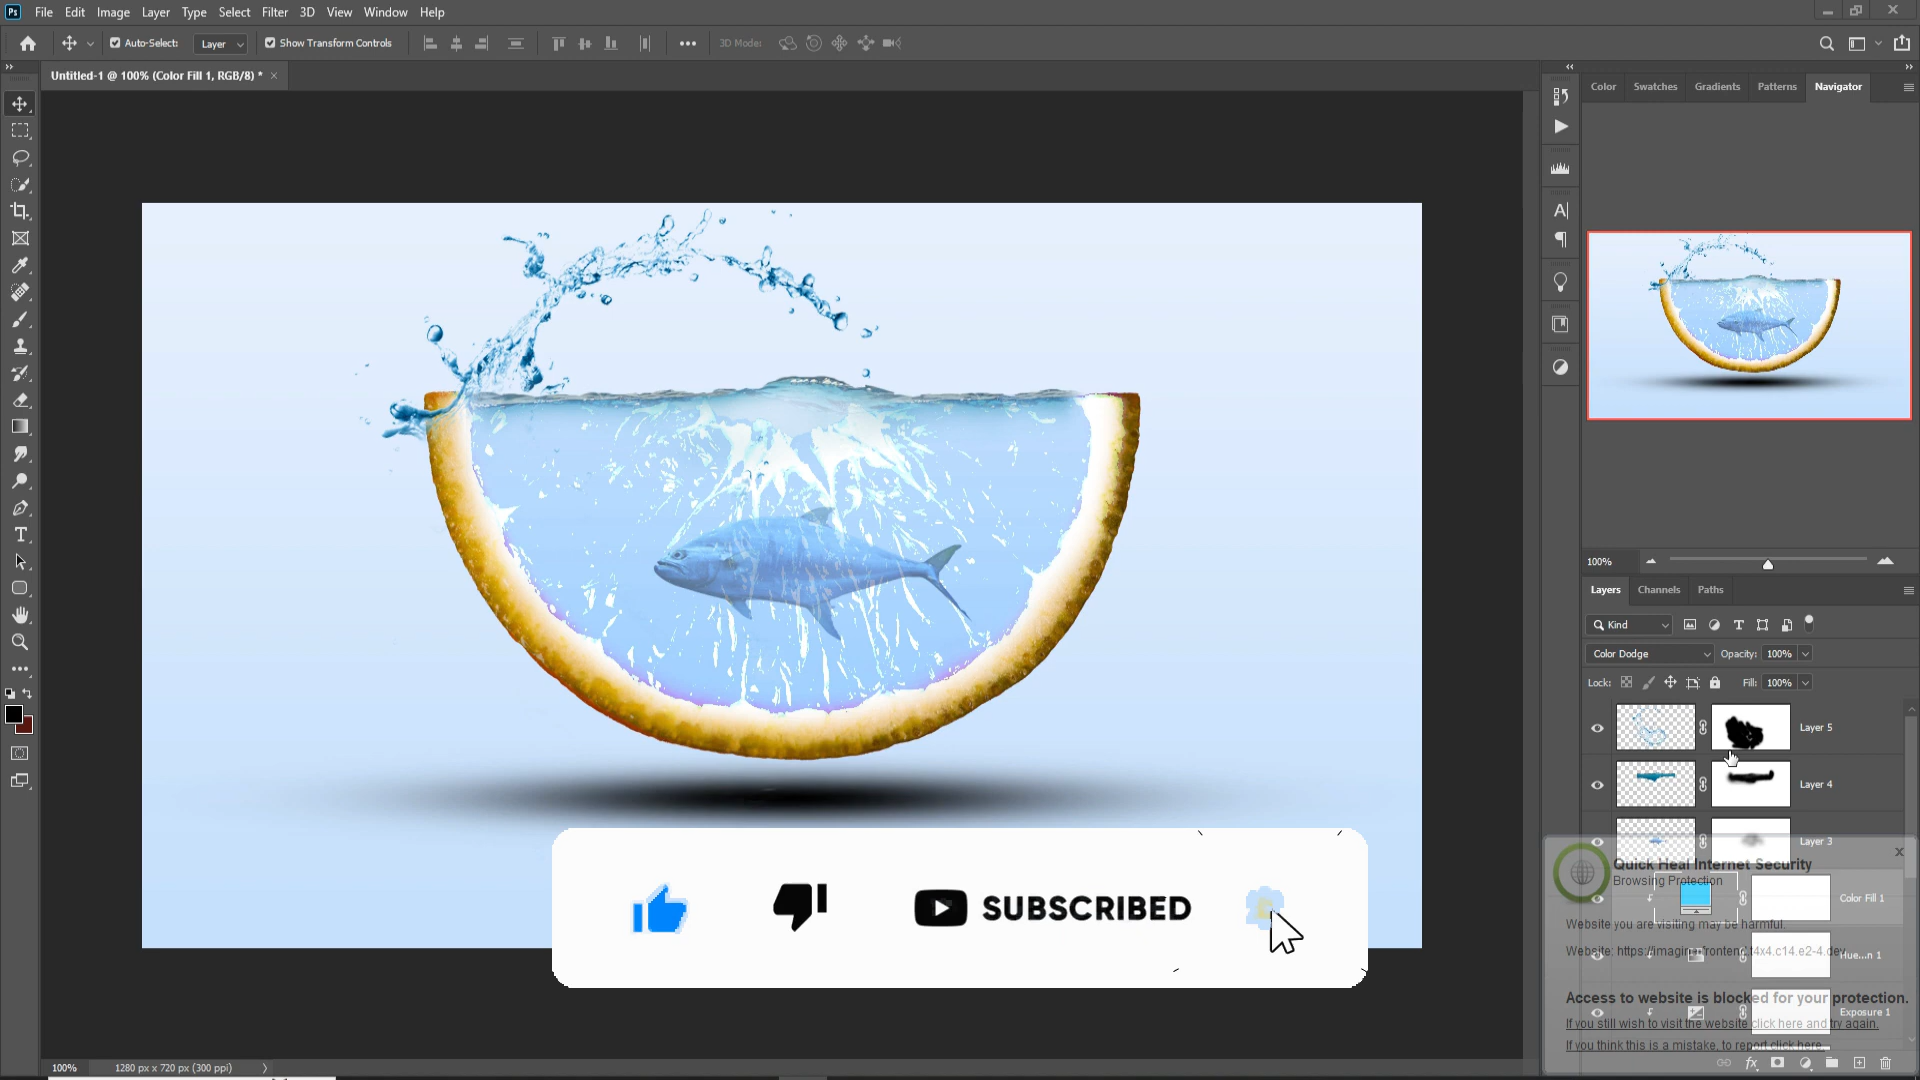 Ps File Edit Image Layer Type Select Filter 3D View Window Help
Auto-Select: Layer Show Transform Controls 3D Mode:
Untitled-1 @ 100% (Color Fill 1, RGB/8) *
Color Swatches Gradients Patterns Navigator
100%
Layers Channels Paths
Kind
Color Dodge Opacity: 100%
Lock: Fill: 100%
Layer 5
Layer 4
Layer 3
Quick Heal Internet Security
Browsing Protection
Color Fill 1
Website you are visiting may be harmful.
Website: https://imagine-frontend.t4x4.c14.e2-4.dev
Hue...n 1
Access to website is blocked for your protection.
Exposure 1
If you still wish to visit the website click here and try again.
If you think this is a mistake, to report click here.
SUBSCRIBED
100% 1280 px x 720 px (300 ppi)